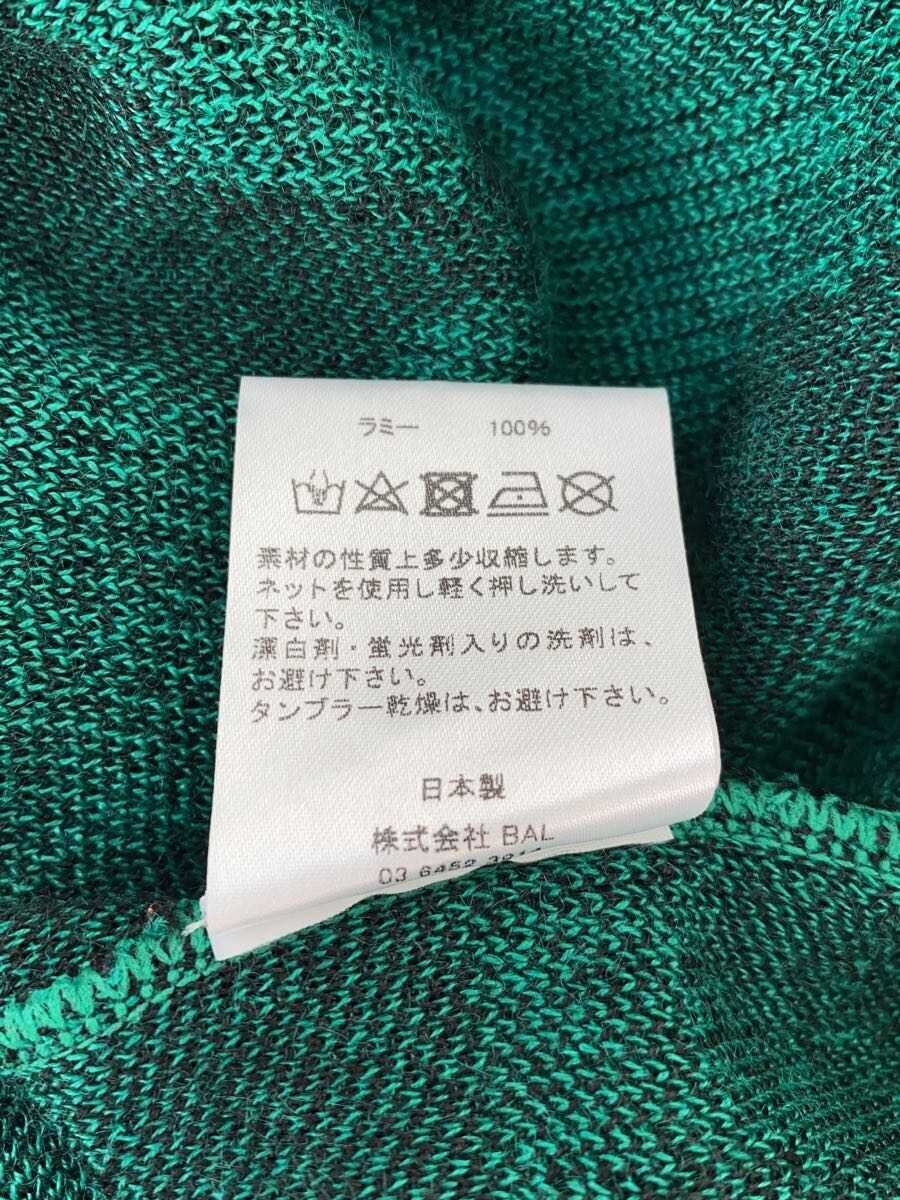 ラミー 100%
素材の性質上多少収縮します。
ネットを使用し軽く押し洗いして
下さい。
漂白剤・蛍光剤入りの洗剤は、
お避け下さい。
タンブラー乾燥は、お避け下さい。
日本製
株式会社 BAL
03 6452